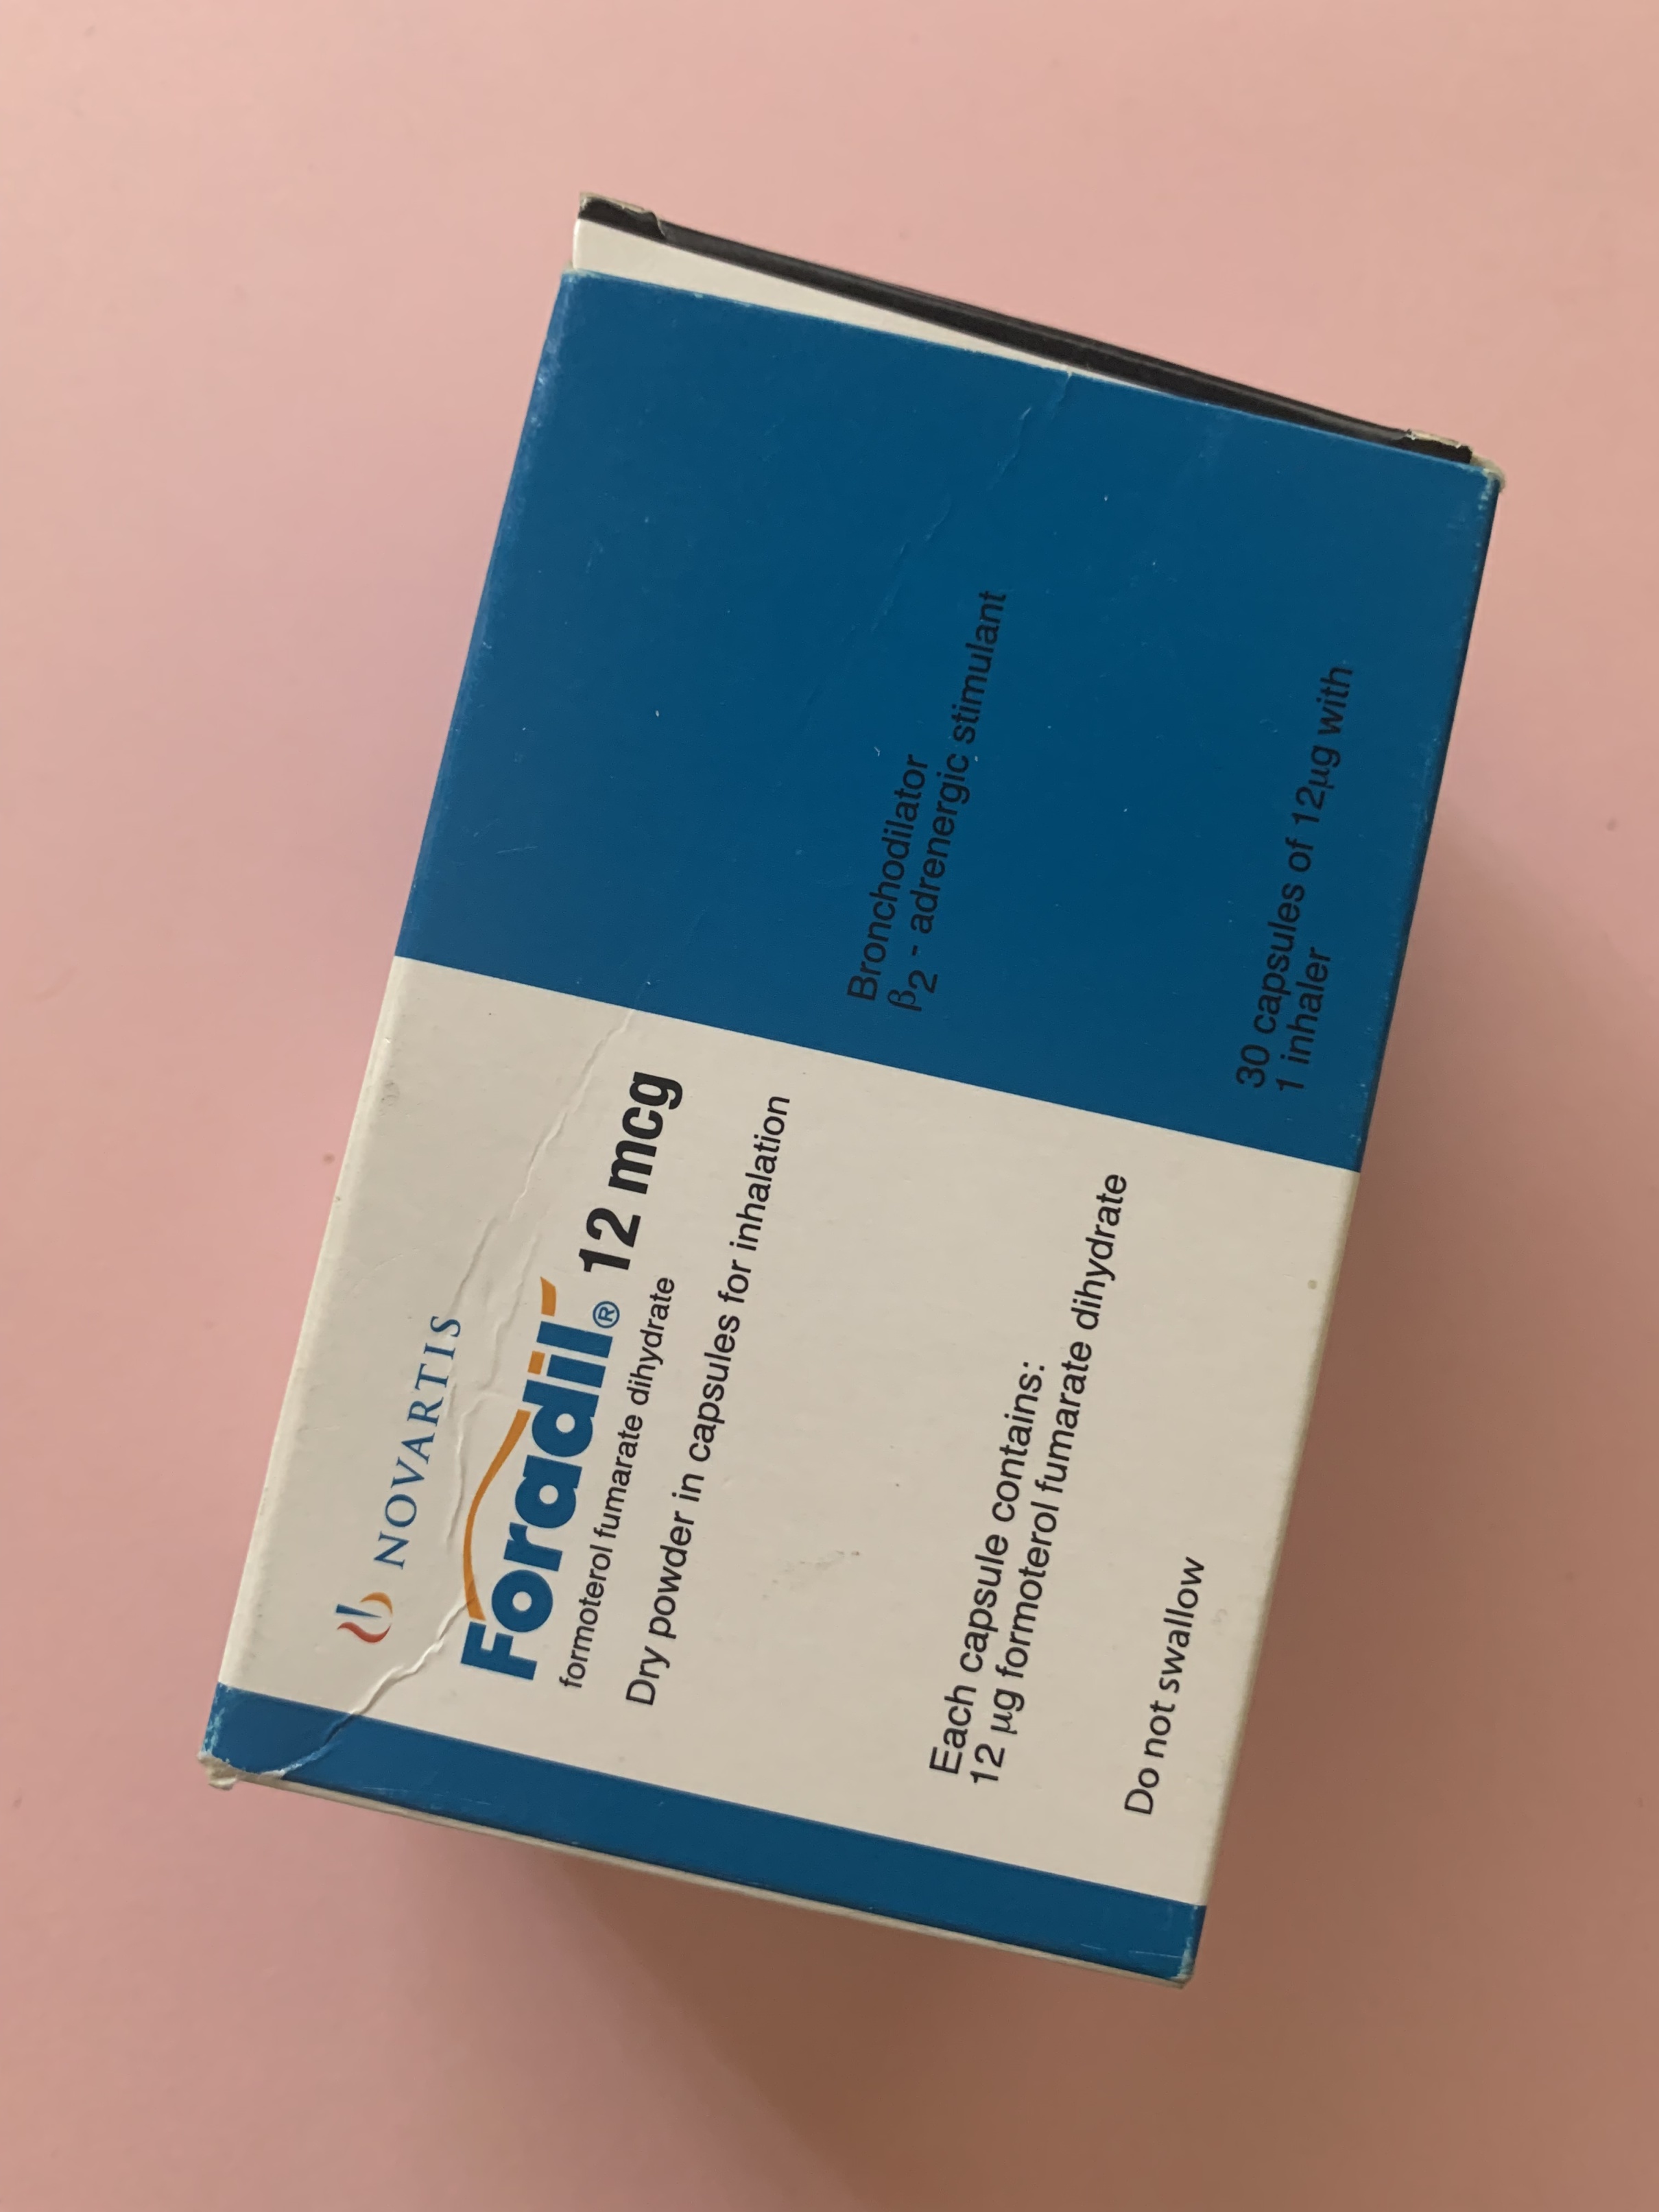 NOVARTIS
Foradil® 12 mcg
formoterol fumarate dihydrate
Dry powder in capsules for inhalation
Bronchodilator
β2 - adrenergic stimulant
Each capsule contains:
12 µg formoterol fumarate dihydrate
Do not swallow
30 capsules of 12µg with
1 inhaler